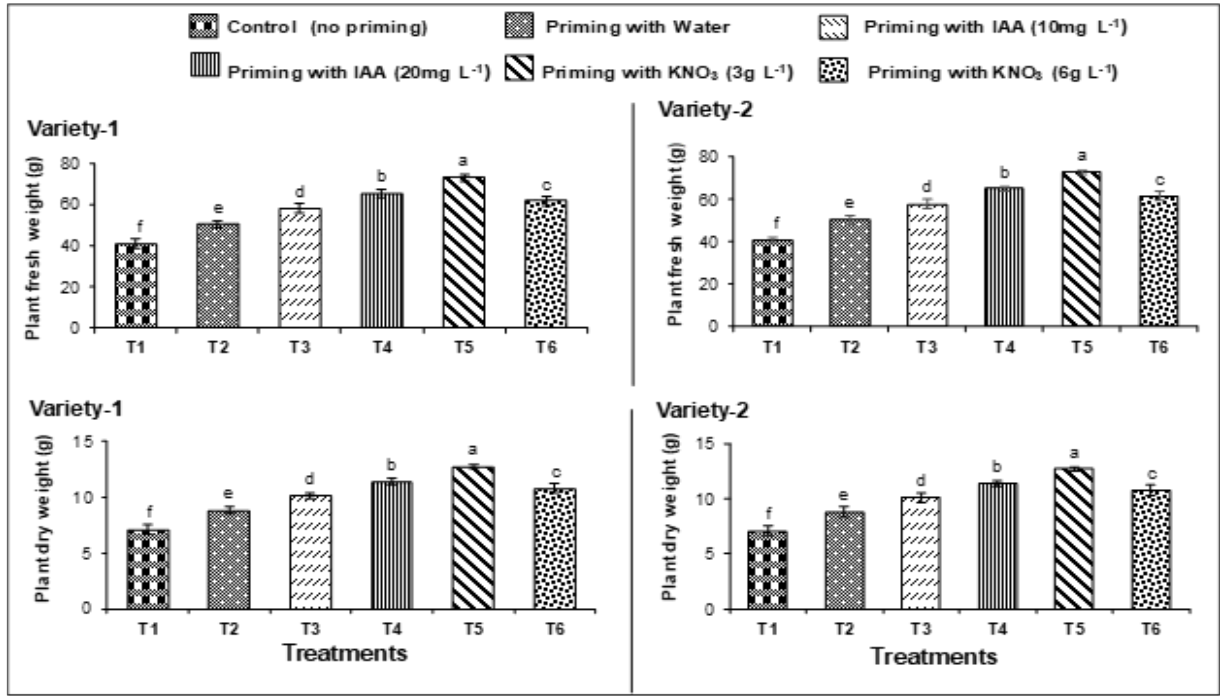 Control (no priming) Priming with Water Priming with IAA (10mg L⁻¹)
Priming with IAA (20mg L⁻¹) Priming with KNO₃ (3g L⁻¹) Priming with KNO₃ (6g L⁻¹)
Variety-1
Plant fresh weight (g)
80
60
40
20
0
f e d b a c
T1 T2 T3 T4 T5 T6
Variety-2
Plant fresh weight (g)
80
60
40
20
0
f e d b a c
T1 T2 T3 T4 T5 T6
Variety-1
Plant dry weight (g)
15
10
5
0
f e d b a c
T1 T2 T3 T4 T5 T6
Treatments
Variety-2
Plant dry weight (g)
15
10
5
0
f e d b a c
T1 T2 T3 T4 T5 T6
Treatments